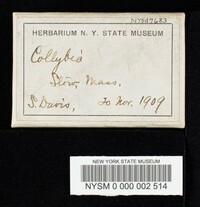 NYSf47683
HERBARIUM N. Y. STATE MUSEUM
Collybia
Stow, Mass.
S. Davis, 20 Nov. 1909
NEW YORK STATE MUSEUM
NYSM 0 000 002 514